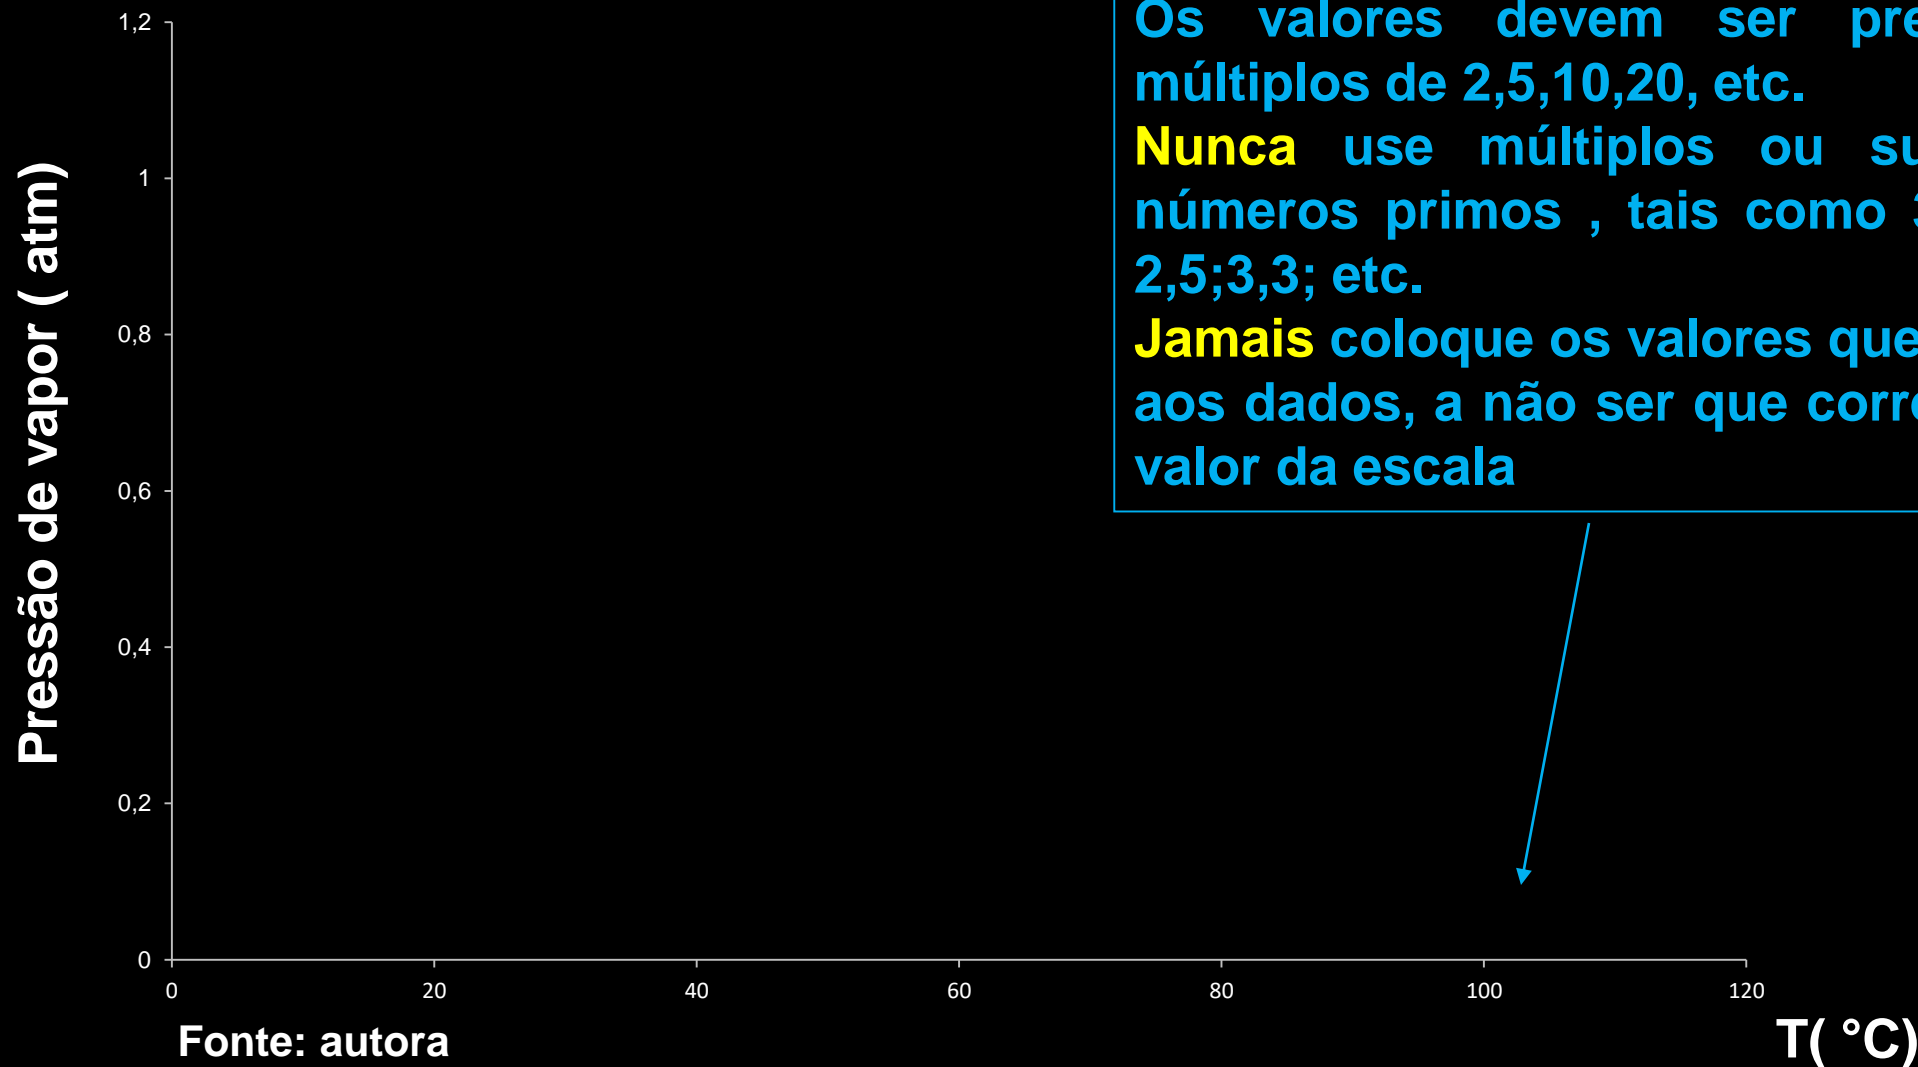 Os valores devem ser
múltiplos de 2,5,10,20, etc.
Nunca use múltiplos ou
números primos , tais como
2,5;3,3; etc.
Jamais coloque os valores que
aos dados, a não ser que
valor da escala
Pressão de vapor ( atm)
1,2
1
0,8
0,6
0,4
0,2
0
0 20 40 60 80 100 120
T( °C)
Fonte: autora